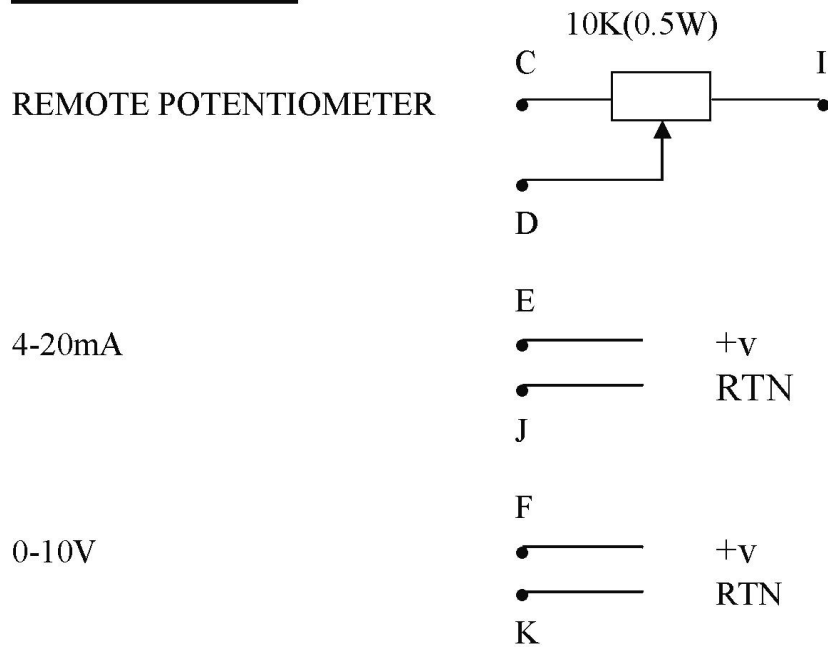 10K(0.5W)
C I
REMOTE POTENTIOMETER
D
E
4-20mA +v
RTN
J
F
0-10V +v
RTN
K